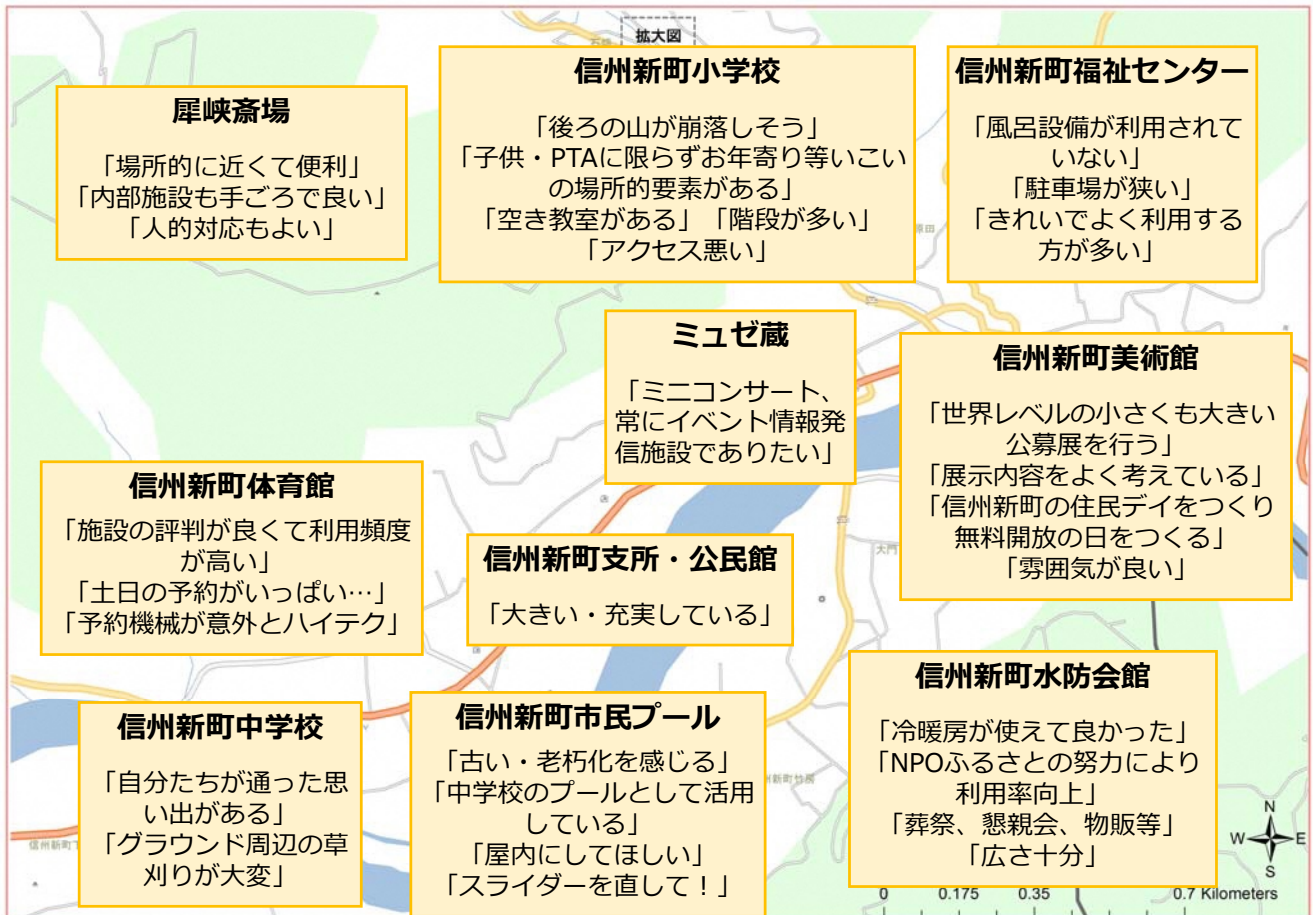 拡大図
犀峡斎場
「場所的に近くて便利」
「内部施設も手ごろで良い」
「人的対応もよい」
信州新町小学校
「後ろの山が崩落しそう」
「子供・PTAに限らずお年寄り等いこい
の場所的要素がある」
「空き教室がある」「階段が多い」
「アクセス悪い」
信州新町福祉センター
「風呂設備が利用されて
いない」
「駐車場が狭い」
「きれいでよく利用する
方が多い」
ミュゼ蔵
「ミニコンサート、
常にイベント情報発
信施設でありたい」
信州新町美術館
「世界レベルの小さくも大きい
公募展を行う」
「展示内容をよく考えている」
「信州新町の住民デイをつくり
無料開放の日をつくる」
「雰囲気が良い」
信州新町体育館
「施設の評判が良くて利用頻度
が高い」
「土日の予約がいっぱい…」
「予約機械が意外とハイテク」
信州新町支所・公民館
「大きい・充実している」
大門
信州新町中学校
「自分たちが通った思
い出がある」
「グラウンド周辺の草
刈りが大変」
信州新町市民プール
「古い・老朽化を感じる」
「中学校のプールとして活用
している」
「屋内にしてほしい」
「スライダーを直して！」
信州新町水防会館
「冷暖房が使えて良かった」
「NPOふるさとの努力により
利用率向上」
「葬祭、懇親会、物販等」
「広さ十分」
州新町竹房
信州新町
原田
N
W E
S
0 0.175 0.35 0.7 Kilometers